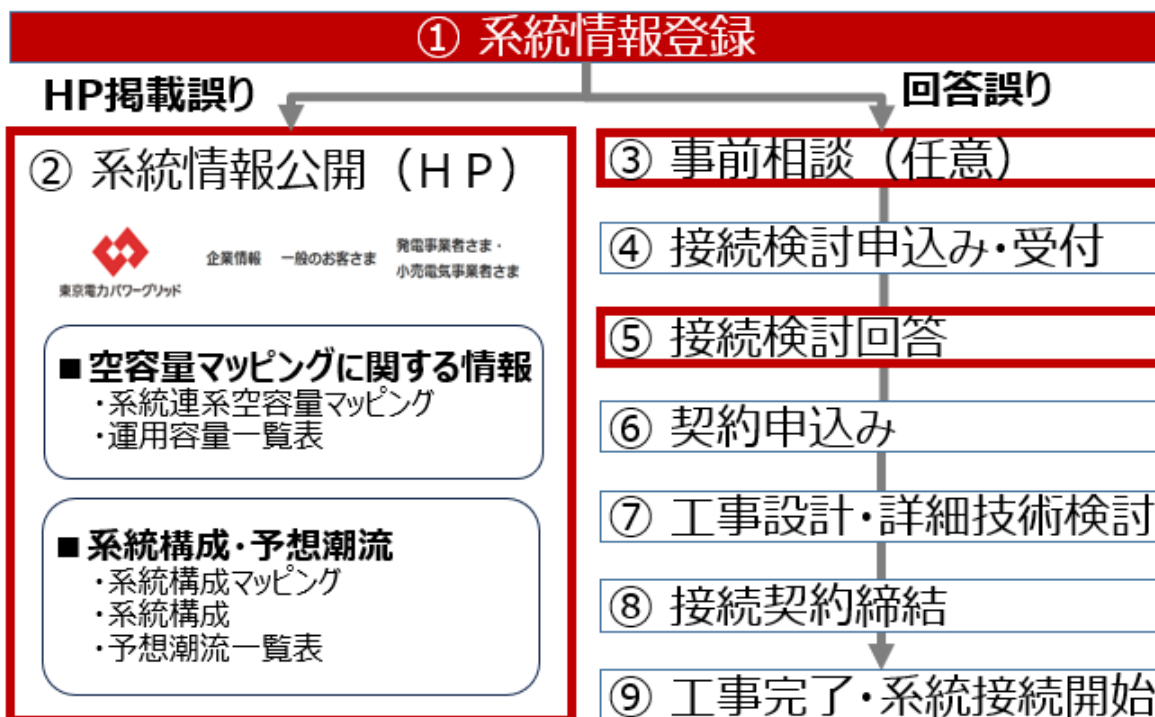 ① 系統情報登録
HP掲載誤り
回答誤り
② 系統情報公開（ＨＰ）
東京電力パワーグリッド
企業情報 一般のお客さま
発電事業者さま・
小売電気事業者さま
■空容量マッピングに関する情報
・系統連系空容量マッピング
・運用容量一覧表
■系統構成・予想潮流
・系統構成マッピング
・系統構成
・予想潮流一覧表
③ 事前相談（任意）
④ 接続検討申込み・受付
⑤ 接続検討回答
⑥ 契約申込み
⑦ 工事設計・詳細技術検討
⑧ 接続契約締結
⑨ 工事完了・系統接続開始